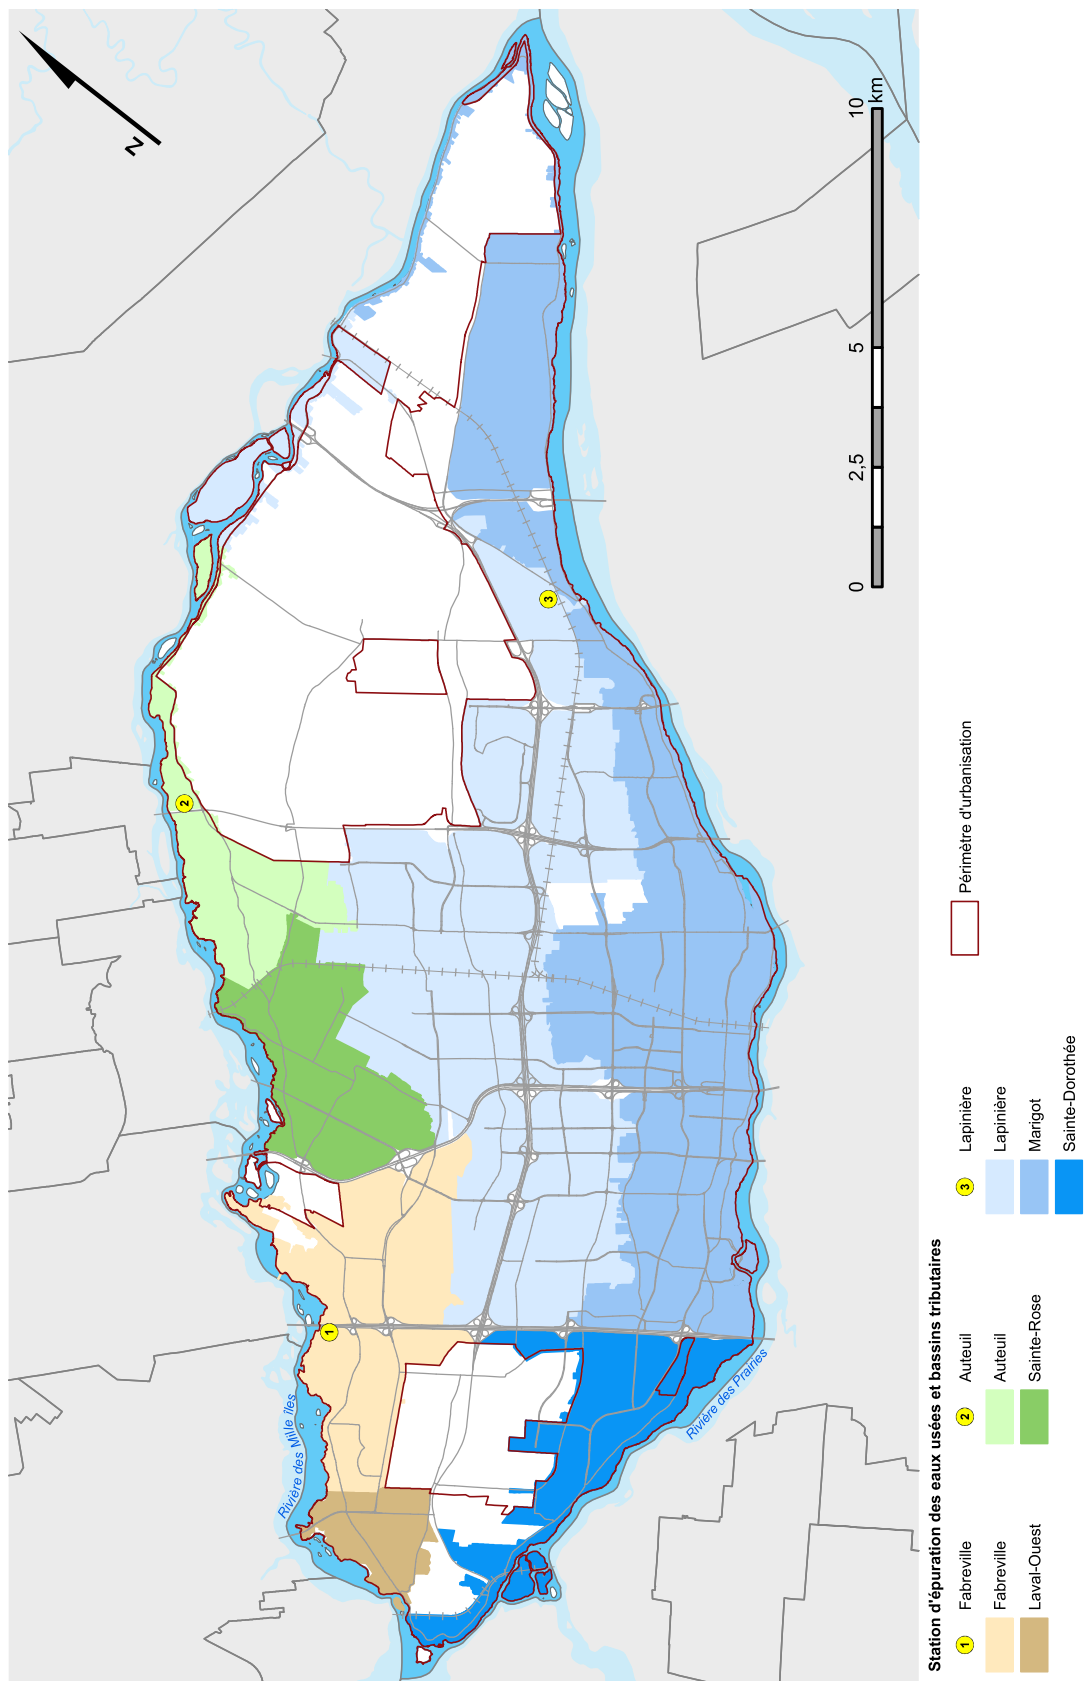 N
Rivière des Mille îles
Rivière des Prairies
1
2
3
0
2,5
5
10
km
Station d'épuration des eaux usées et bassins tributaires
1 Fabreville
Fabreville
Laval-Ouest
2 Auteuil
Auteuil
Sainte-Rose
3 Lapinière
Lapinière
Marigot
Sainte-Dorothée
Périmètre d'urbanisation